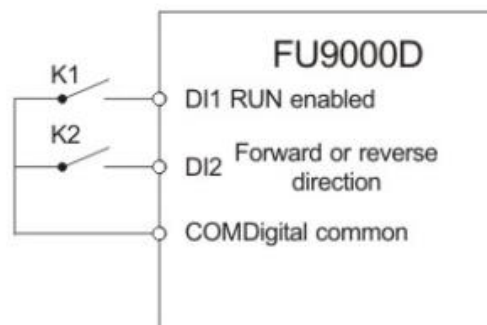 FU9000D
K1
DI1 RUN enabled
K2
DI2 Forward or reverse
direction
COMDigital common